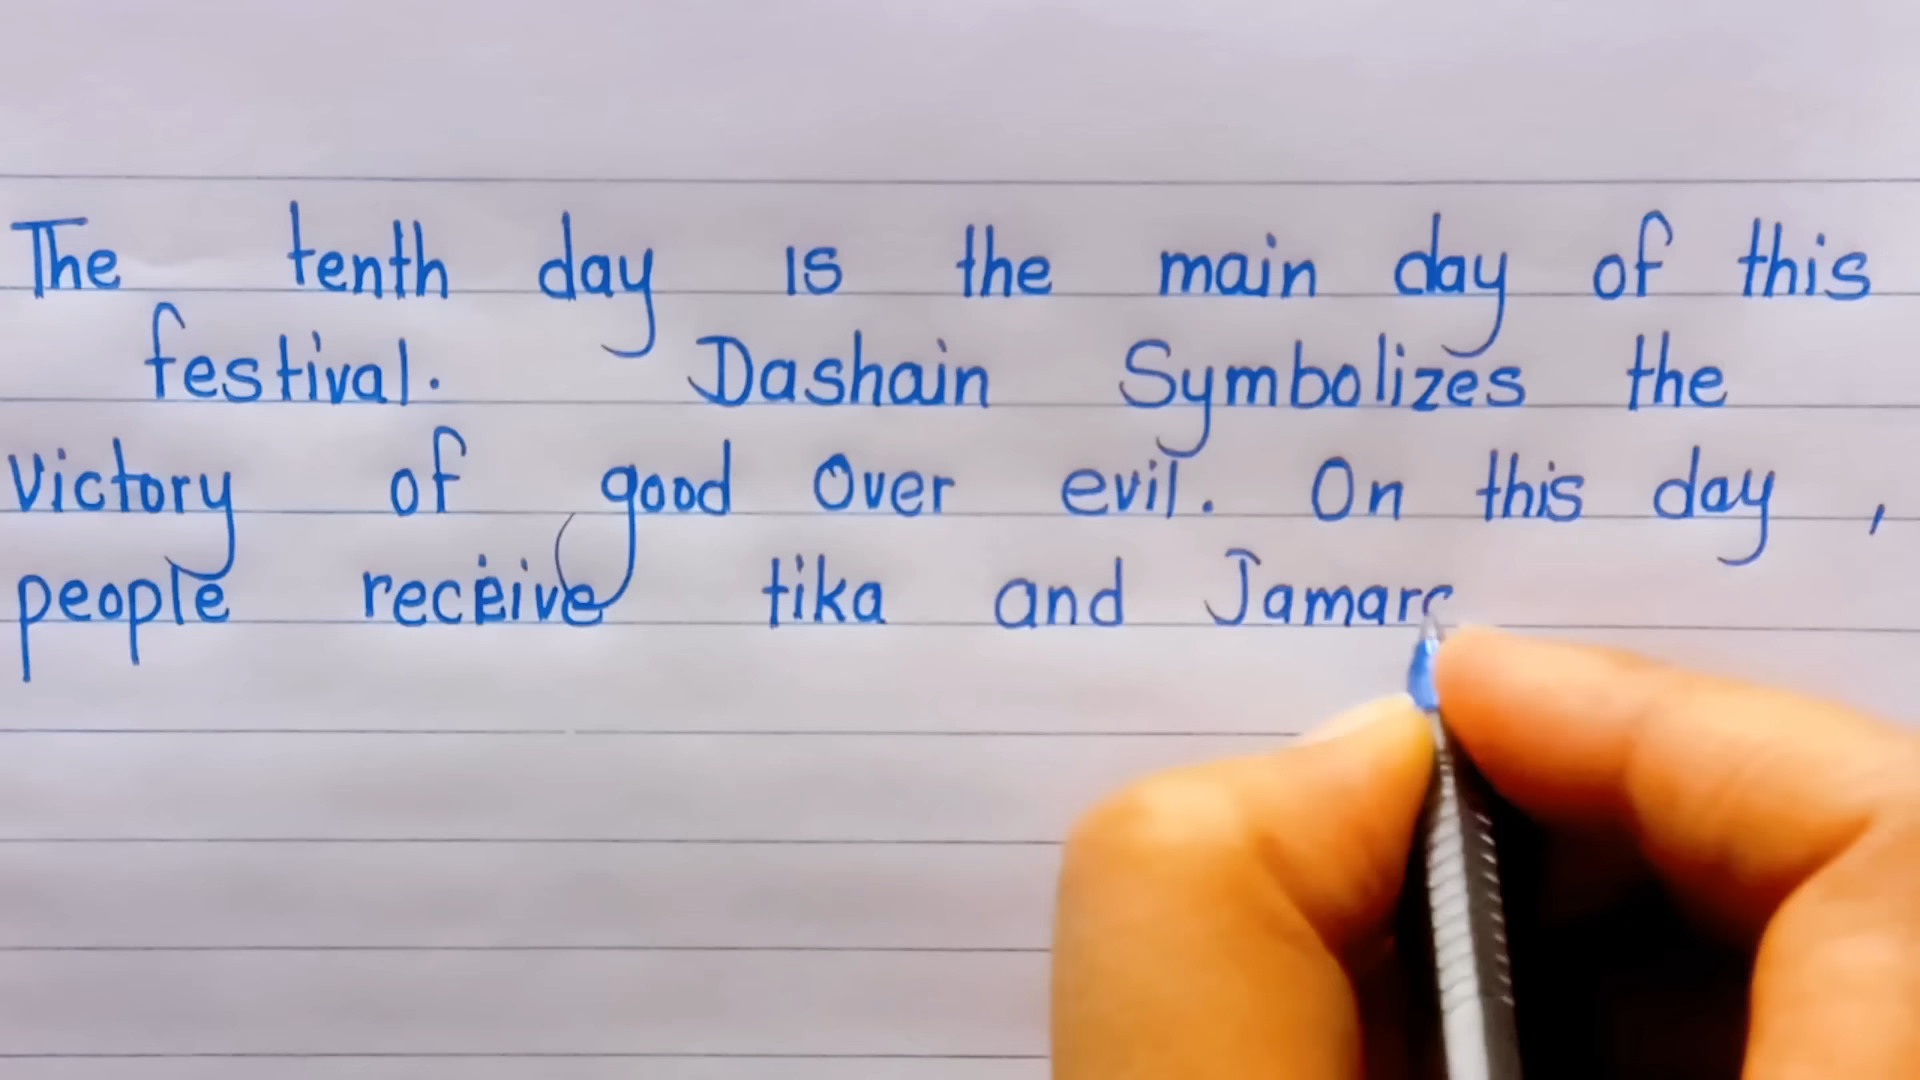 The tenth day is the main day of this
festival. Dashain Symbolizes the
Victory of good Over evil. On this day ,
people receive tika and Jamar